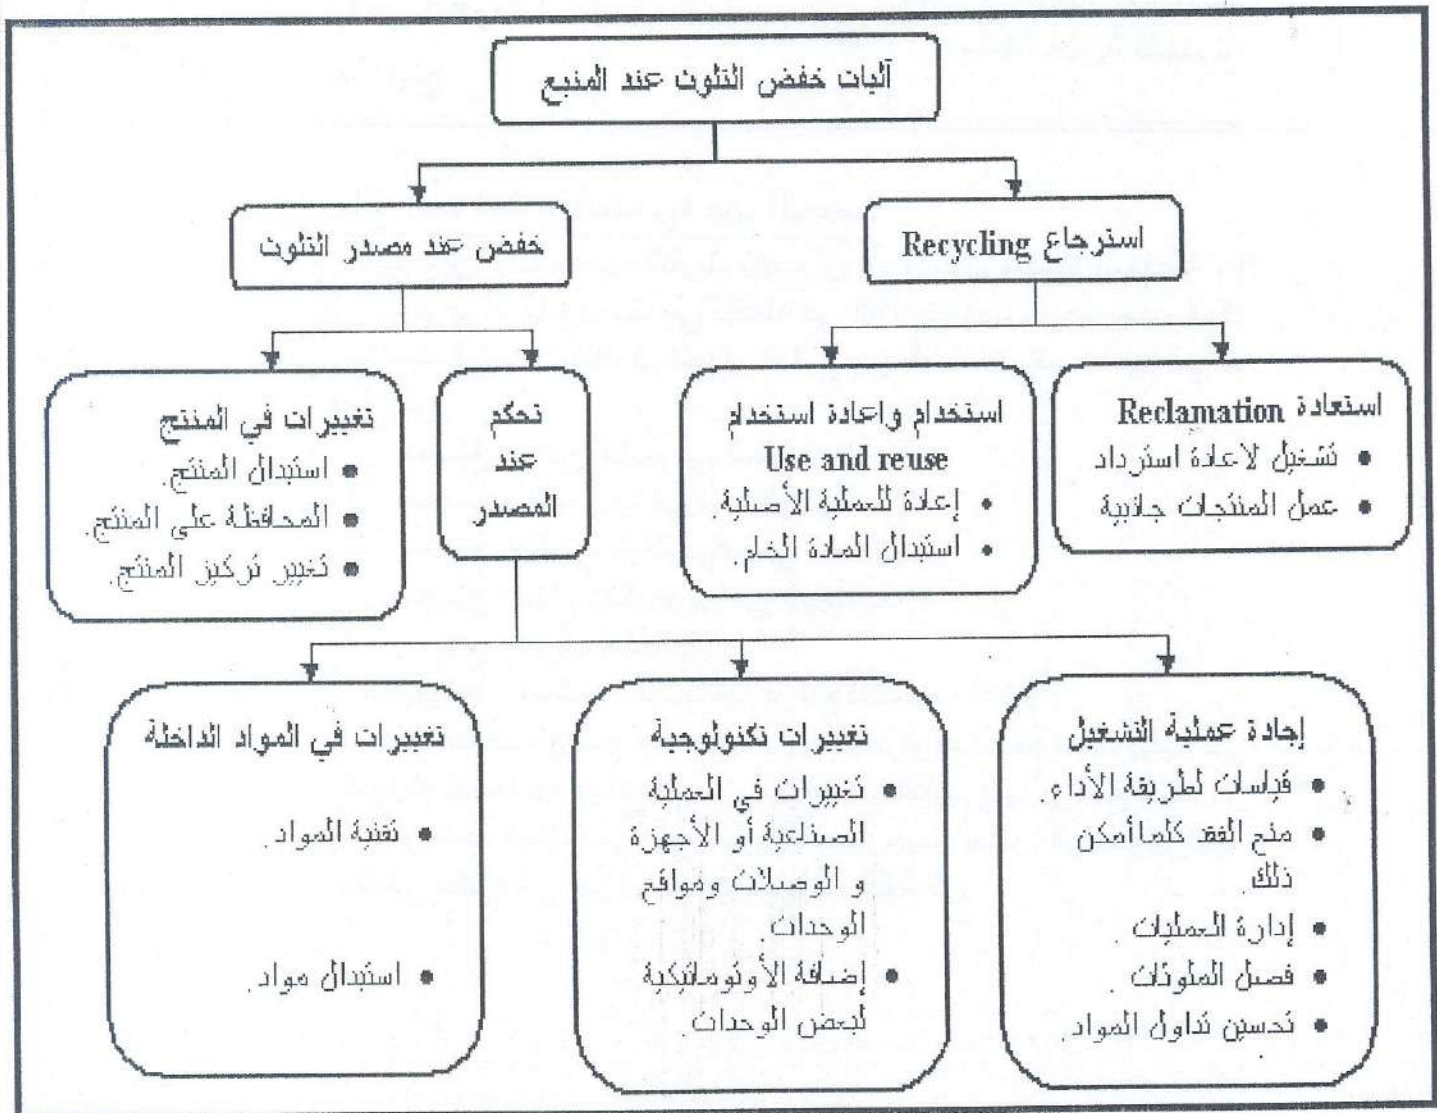 آليات خفض التلوث عند المنبع
استرجاع Recycling
خفض عند مصدر التلوث
استعادة Reclamation
• تشغيل لاعادة استرداد
• عمل المنتجات جانبية
استخدام واعادة استخدام
Use and reuse
• إعادة للعملية الأصلية.
• استبدال المادة الخام.
تحكم
عند
المصدر
تغييرات في المنتج
• استبدال المنتج.
• المحافظة على المنتج.
• تغيير تركيز المنتج.
إجادة عملية التشغيل
• قياسات لطريقة الأداء.
• منع الفقد كلما أمكن
ذلك.
• إدارة العمليات.
• فصل الملوثات.
• تحسين تداول المواد.
تغييرات تكنولوجية
• تغييرات في العملية
الصناعية أو الأجهزة
و الوصلات ومواقع
الوحدات.
• إضافة الأوتوماتيكية
لبعض الوحدات.
تغييرات في المواد الداخلة
• تنقية المواد.
• استبدال مواد.